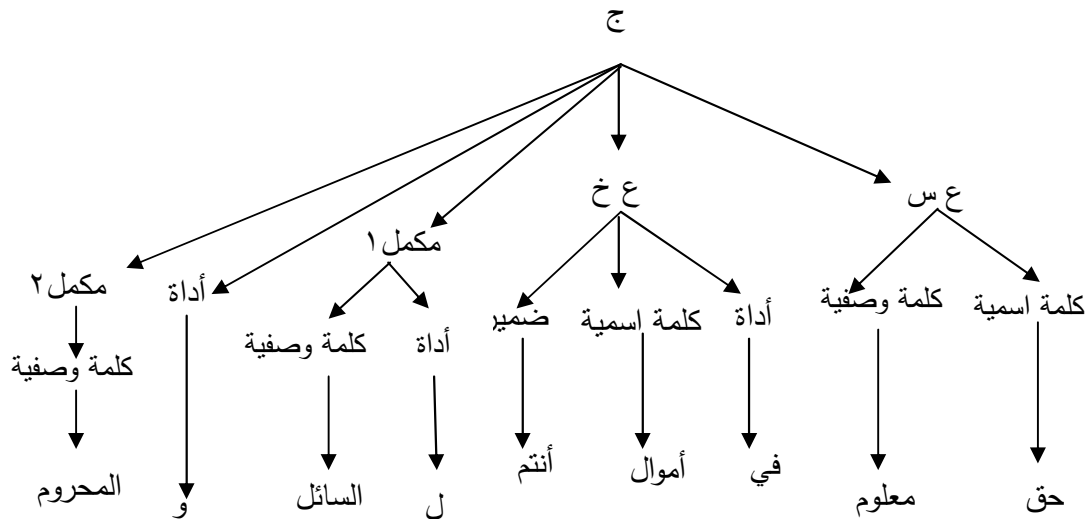 ج
ع س
ع خ
مكمل١
كلمة اسمية
كلمة وصفية
أداة
كلمة اسمية
ضمير
أداة
كلمة وصفية
أداة
مكمل٢
كلمة وصفية
حق
معلوم
في
أموال
أنتم
ل
السائل
و
المحروم